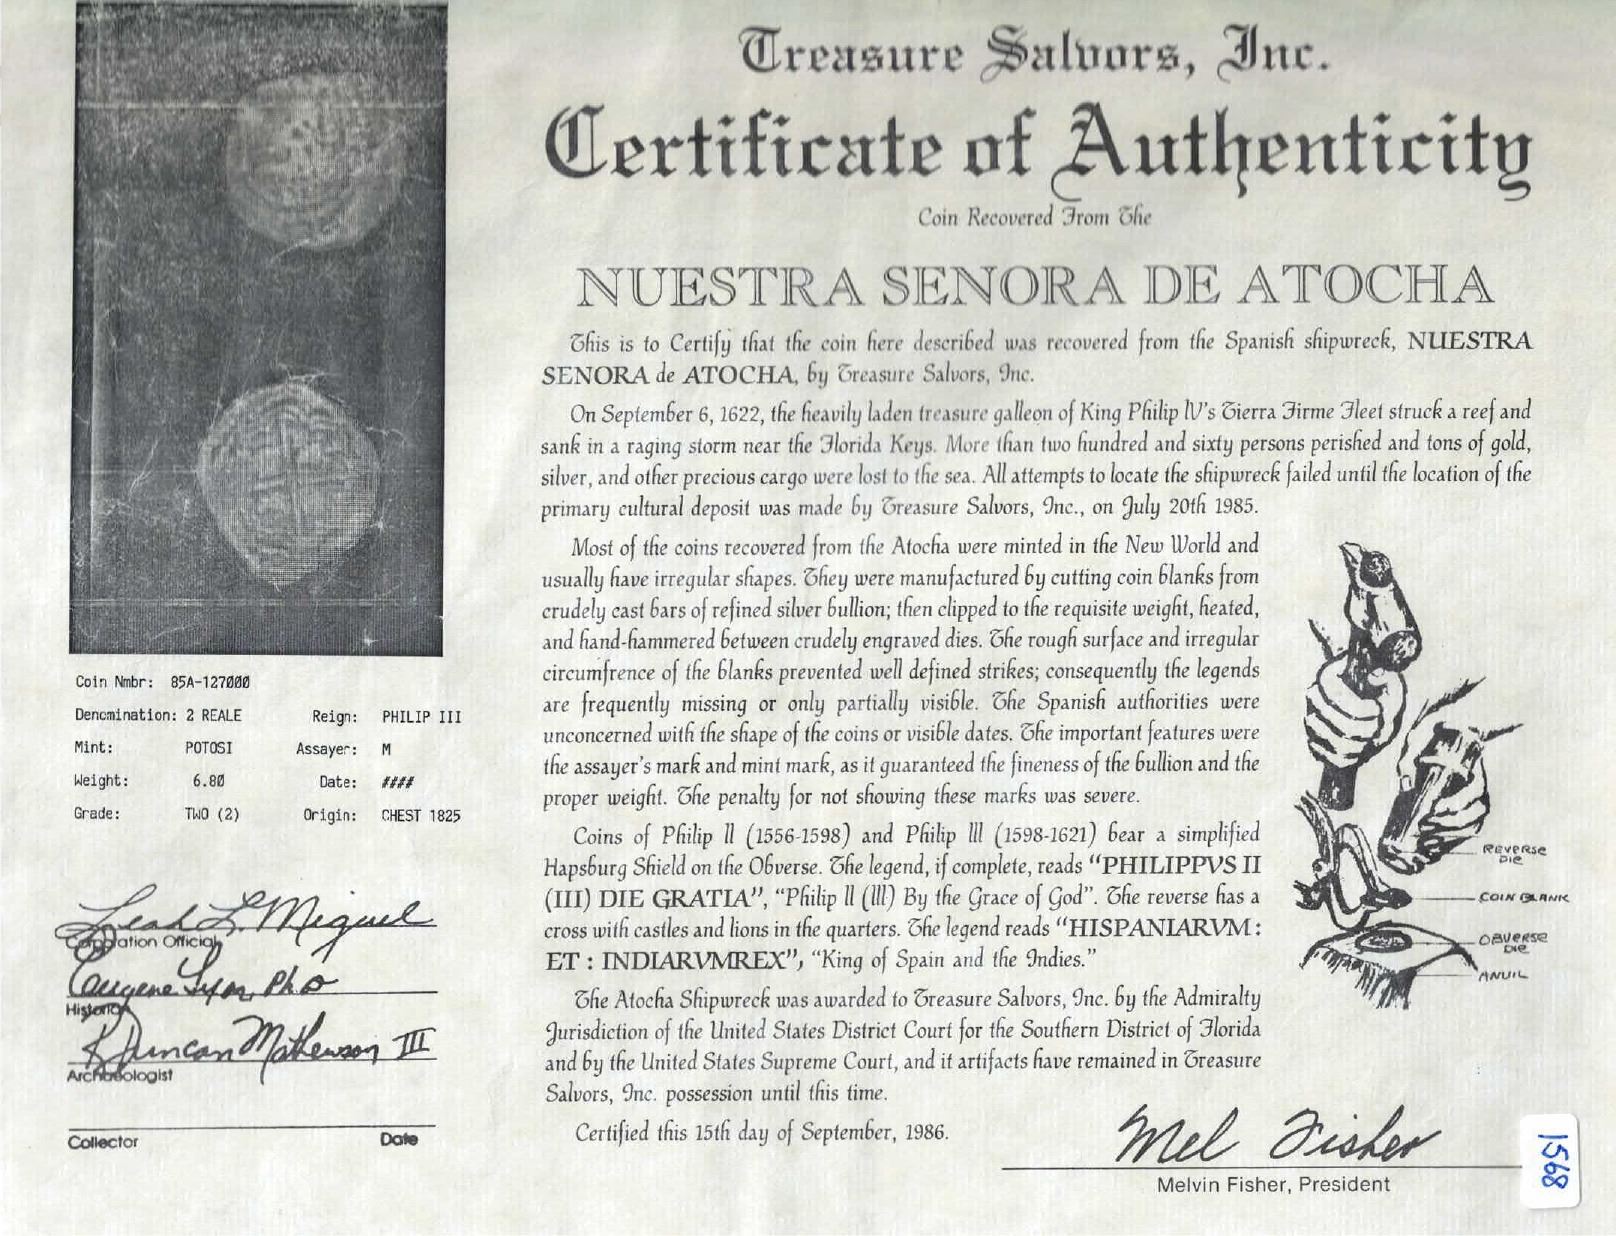 Treasure Salvors, Inc.
Certificate of Authenticity
Coin Recovered From The
NUESTRA SENORA DE ATOCHA
This is to Certify that the coin here described was recovered from the Spanish shipwreck, NUESTRA
SENORA de ATOCHA, by Treasure Salvors, Inc.
On September 6, 1622, the heavily laden treasure galleon of King Philip IV's Tierra Firme Fleet struck a reef and
sank in a raging storm near the Florida Keys. More than two hundred and sixty persons perished and tons of gold,
silver, and other precious cargo were lost to the sea. All attempts to locate the shipwreck failed until the location of the
primary cultural deposit was made by Treasure Salvors, Inc., on July 20th 1985.
Most of the coins recovered from the Atocha were minted in the New World and
usually have irregular shapes. They were manufactured by cutting coin blanks from
crudely cast bars of refined silver bullion; then clipped to the requisite weight, heated,
and hand-hammered between crudely engraved dies. The rough surface and irregular
circumfrence of the blanks prevented well defined strikes; consequently the legends
are frequently missing or only partially visible. The Spanish authorities were
unconcerned with the shape of the coins or visible dates. The important features were
the assayer's mark and mint mark, as it guaranteed the fineness of the bullion and the
proper weight. The penalty for not showing these marks was severe.
Coins of Philip II (1556-1598) and Philip III (1598-1621) bear a simplified
Hapsburg Shield on the Obverse. The legend, if complete, reads "PHILIPPVS II
(III) DIE GRATIA", "Philip II (III) By the Grace of God". The reverse has a
cross with castles and lions in the quarters. The legend reads "HISPANIARVM :
ET : INDIARVMREX", "King of Spain and the Indies."
The Atocha Shipwreck was awarded to Treasure Salvors, Inc. by the Admiralty
Jurisdiction of the United States District Court for the Southern District of Florida
and by the United States Supreme Court, and it artifacts have remained in Treasure
Salvors, Inc. possession until this time.
Certified this 15th day of September, 1986.
Mel Fisher
Melvin Fisher, President
REVERSE
DIE
COIN BLANK
OBVERSE
DIE
ANVIL
Coin Nmbr: 85A-127000
Denomination: 2 REALE Reign: PHILIP III
Mint: POTOSI Assayer: M
Weight: 6.80 Date: ####
Grade: TWO (2) Origin: CHEST 1825
Leah L. Miguel
Corporation Official
Eugene Lyon, PhD
Historian
R Duncan Mathewson III
Archaeologist
Collector Date
1568